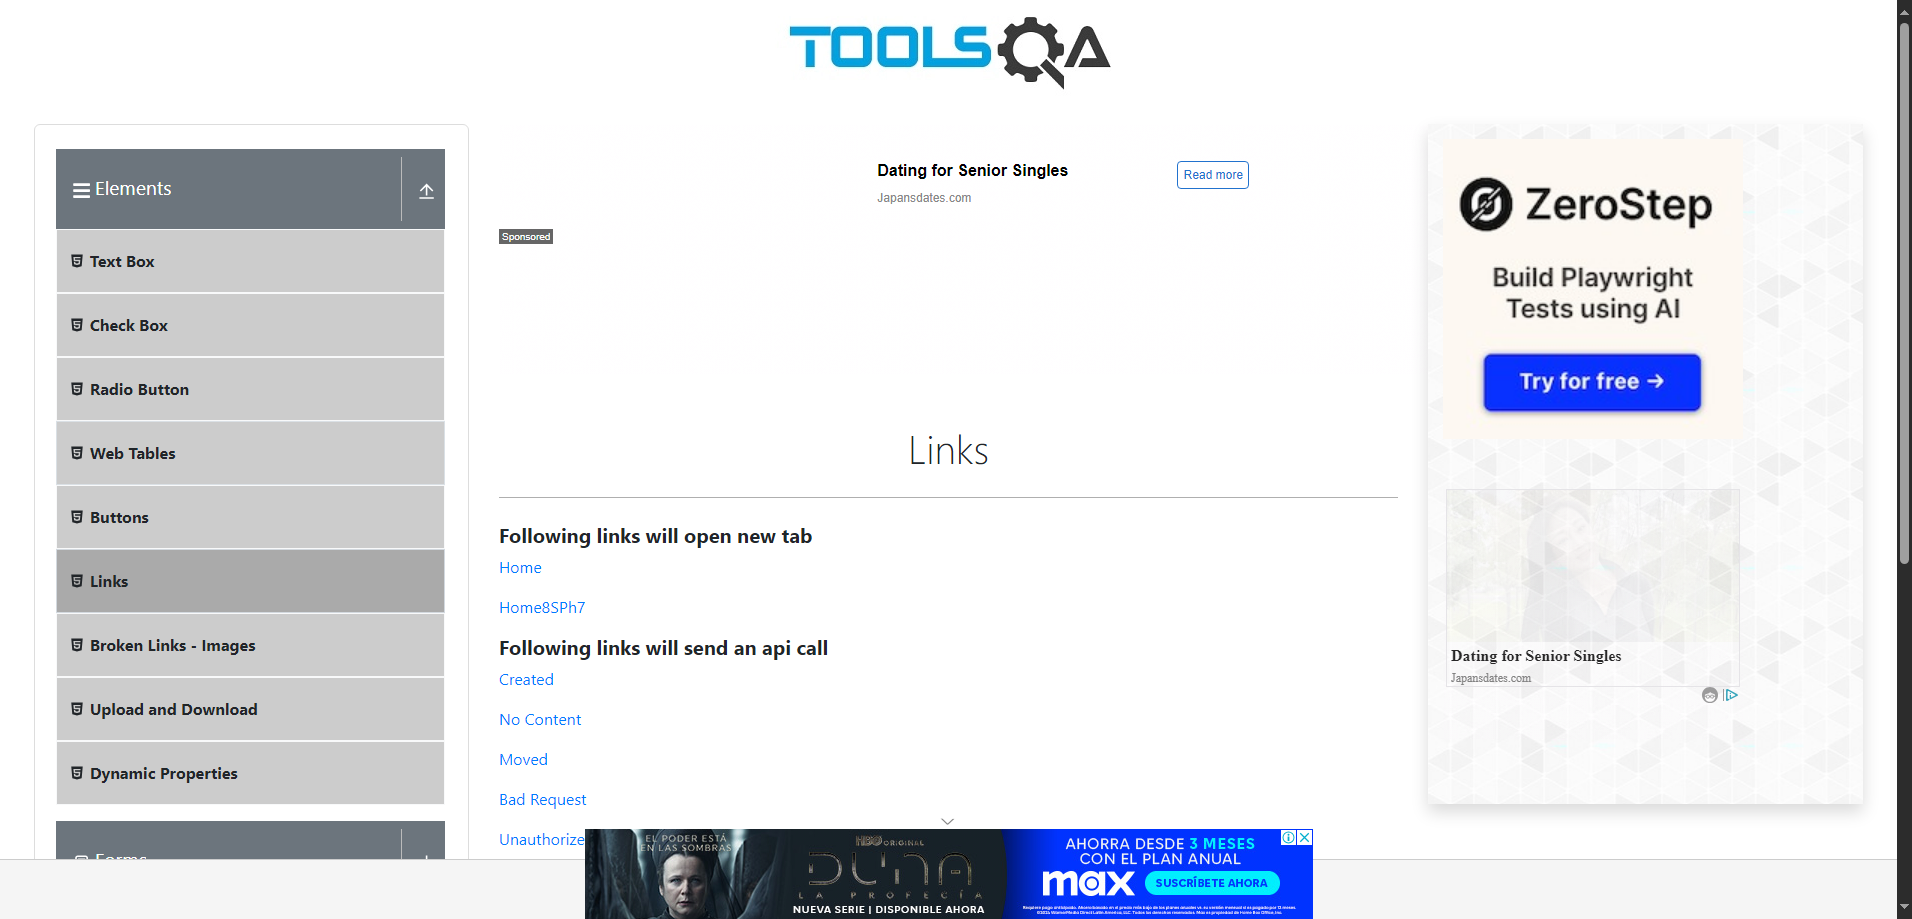 TOOLSQA
Elements
Text Box
Check Box
Radio Button
Web Tables
Buttons
Links
Broken Links - Images
Upload and Download
Dynamic Properties
Forms
Dating for Senior Singles
Japansdates.com
Read more
Sponsored
Links
Following links will open new tab
Home
Home8SPh7
Following links will send an api call
Created
No Content
Moved
Bad Request
Unauthorize
ZeroStep
Build Playwright
Tests using AI
Try for free →
Dating for Senior Singles
Japansdates.com
EL PODER ESTÁ
EN LAS SOMBRAS
HBO ORIGINAL
DUNA
LA PROFECÍA
NUEVA SERIE | DISPONIBLE AHORA
AHORRA DESDE 3 MESES
CON EL PLAN ANUAL
max
SUSCRÍBETE AHORA